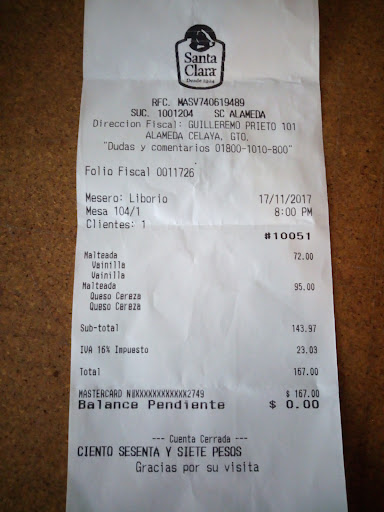 Santa
Clara
Desde 1924
RFC. MASV740619489
SUC. 1001204 SC ALAMEDA
Direccion Fiscal: GUILLEREMO PRIETO 101
ALAMEDA CELAYA, GTO.
"Dudas y comentarios 01800-1010-800"
Folio Fiscal 0011726
Mesero: Liborio 17/11/2017
Mesa 104/1 8:00 PM
Clientes: 1
#10051
Malteada 72.00
Vainilla
Vainilla
Malteada 95.00
Queso Cereza
Queso Cereza
Sub-total 143.97
IVA 16% Impuesto 23.03
Total 167.00
MASTERCARD N\XXXXXXXXXXXX2749 $ 167.00
Balance Pendiente $ 0.00
--- Cuenta Cerrada ---
CIENTO SESENTA Y SIETE PESOS
Gracias por su visita